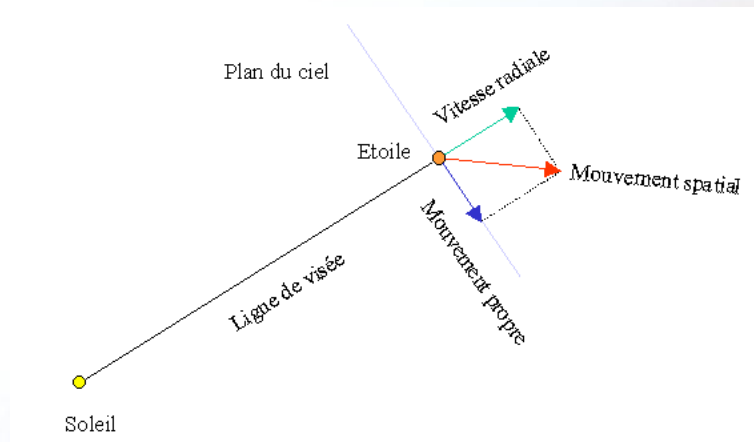 Plan du ciel
Vitesse radiale
Etoile
Mouvement spatial
Mouvement propre
Ligne de visée
Soleil